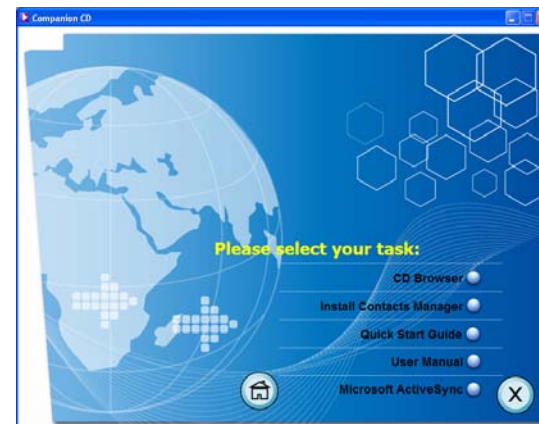 Companion CD
Please select your task:
CD Browser
Install Contacts Manager
Quick Start Guide
User Manual
Microsoft ActiveSync
X